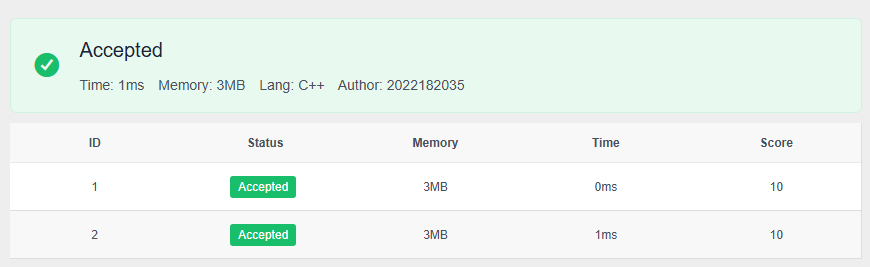 Accepted
Time: 1ms Memory: 3MB Lang: C++ Author: 2022182035
ID Status Memory Time Score
1 Accepted 3MB 0ms 10
2 Accepted 3MB 1ms 10